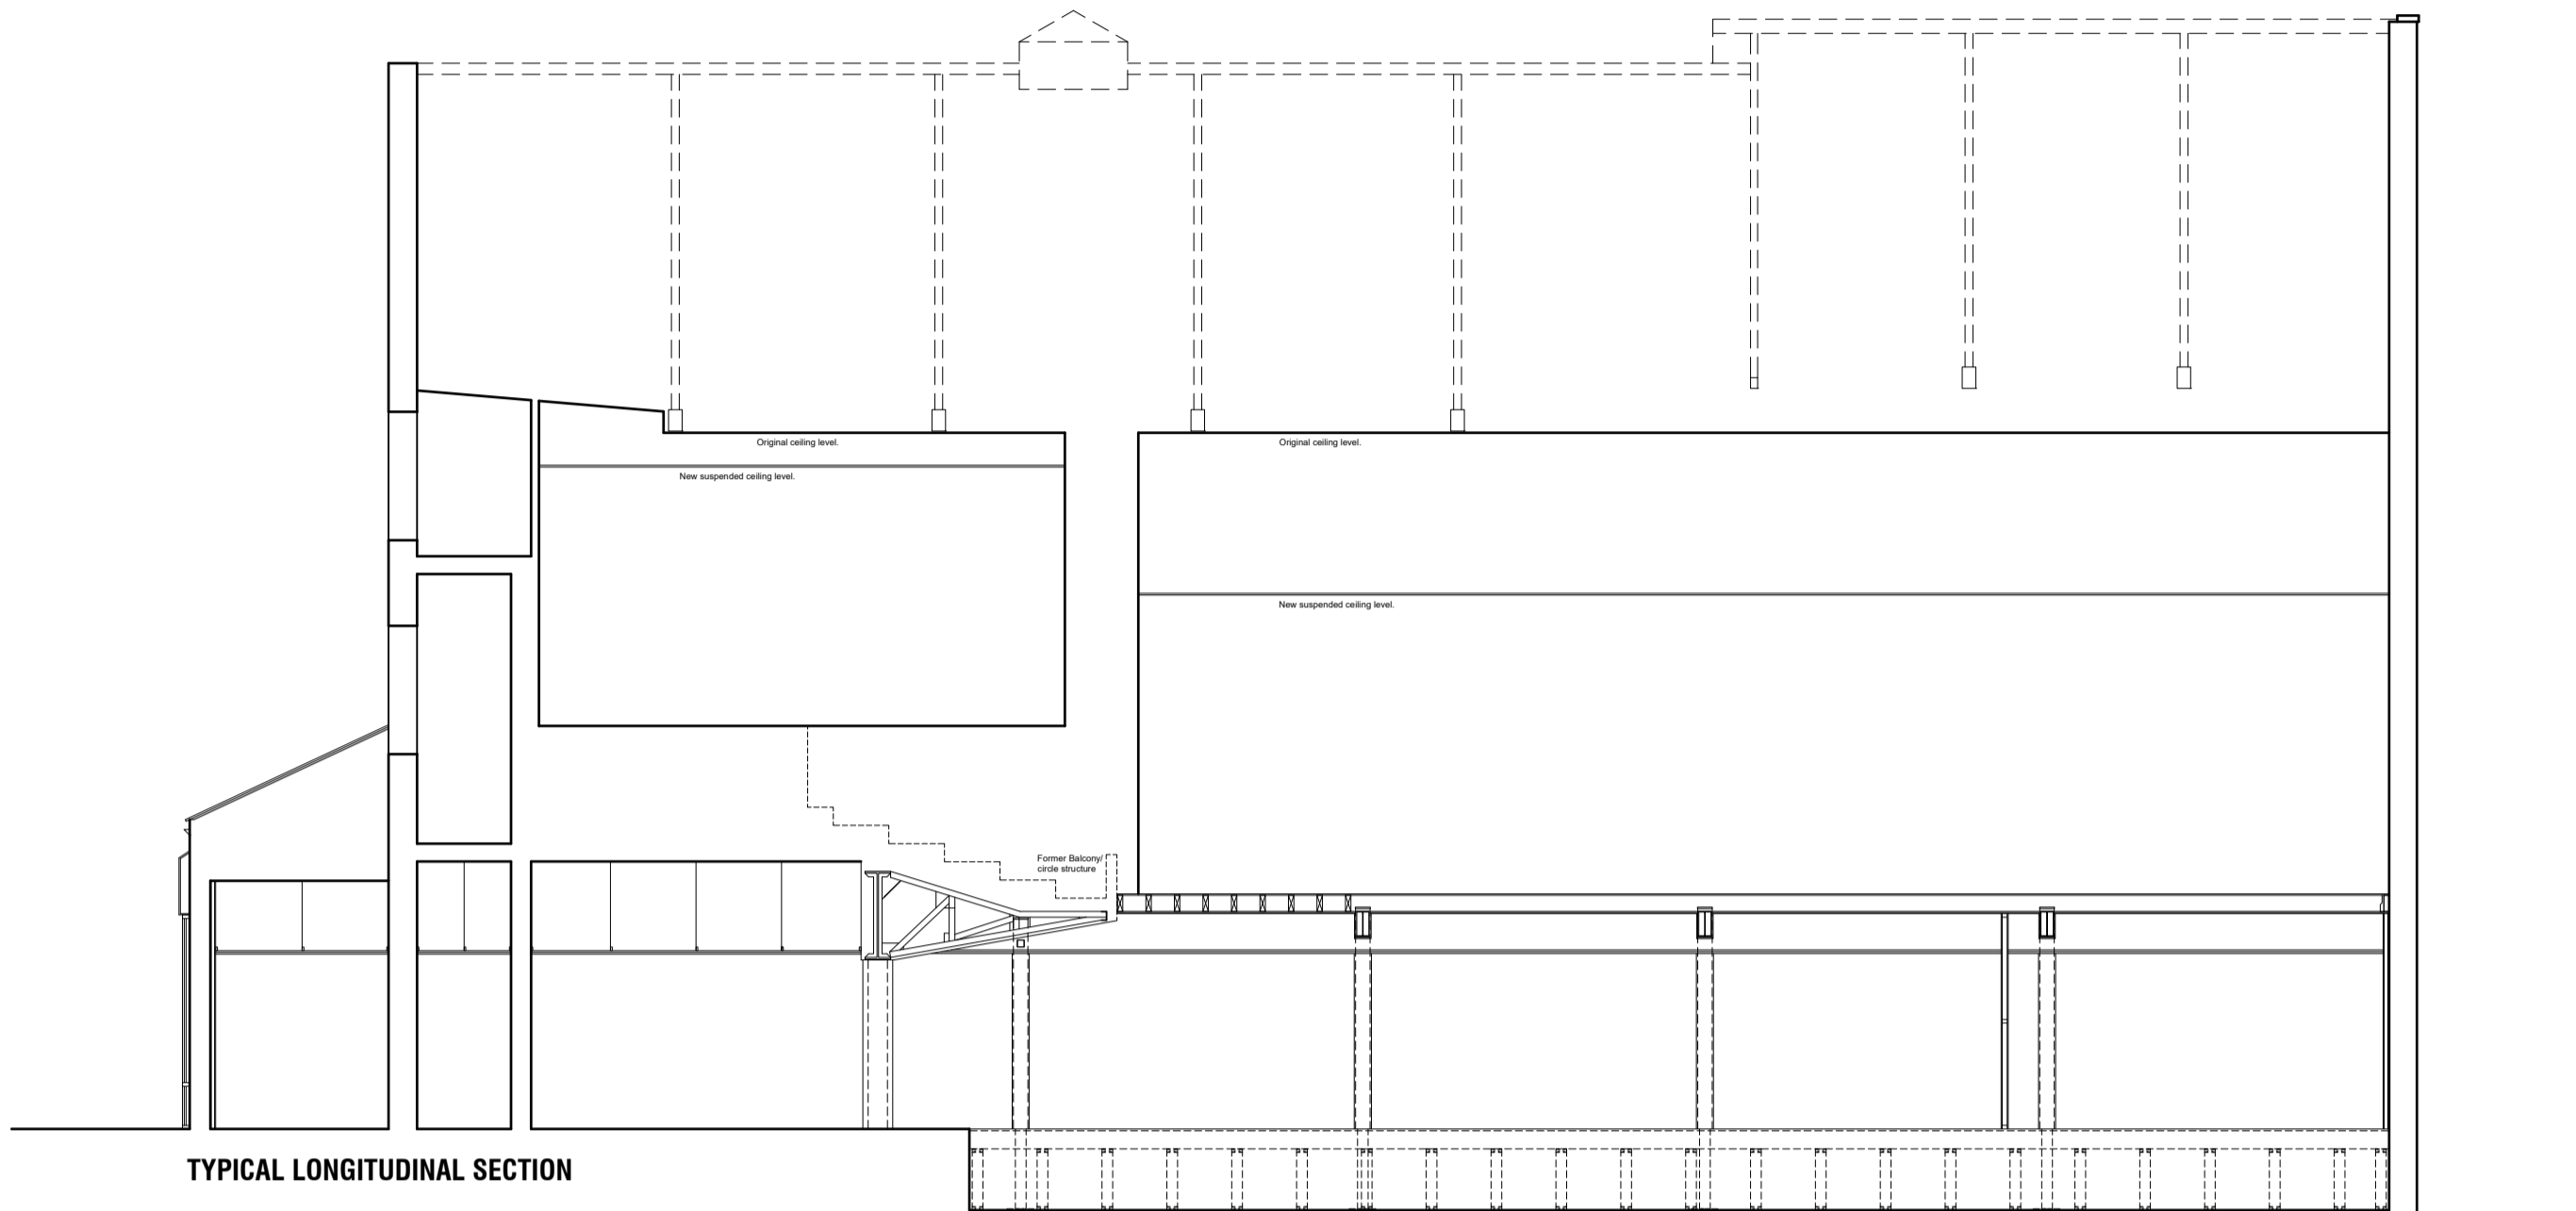 Original ceiling level.
Original ceiling level.
New suspended ceiling level.
New suspended ceiling level.
Former Balcony/
circle structure
TYPICAL LONGITUDINAL SECTION